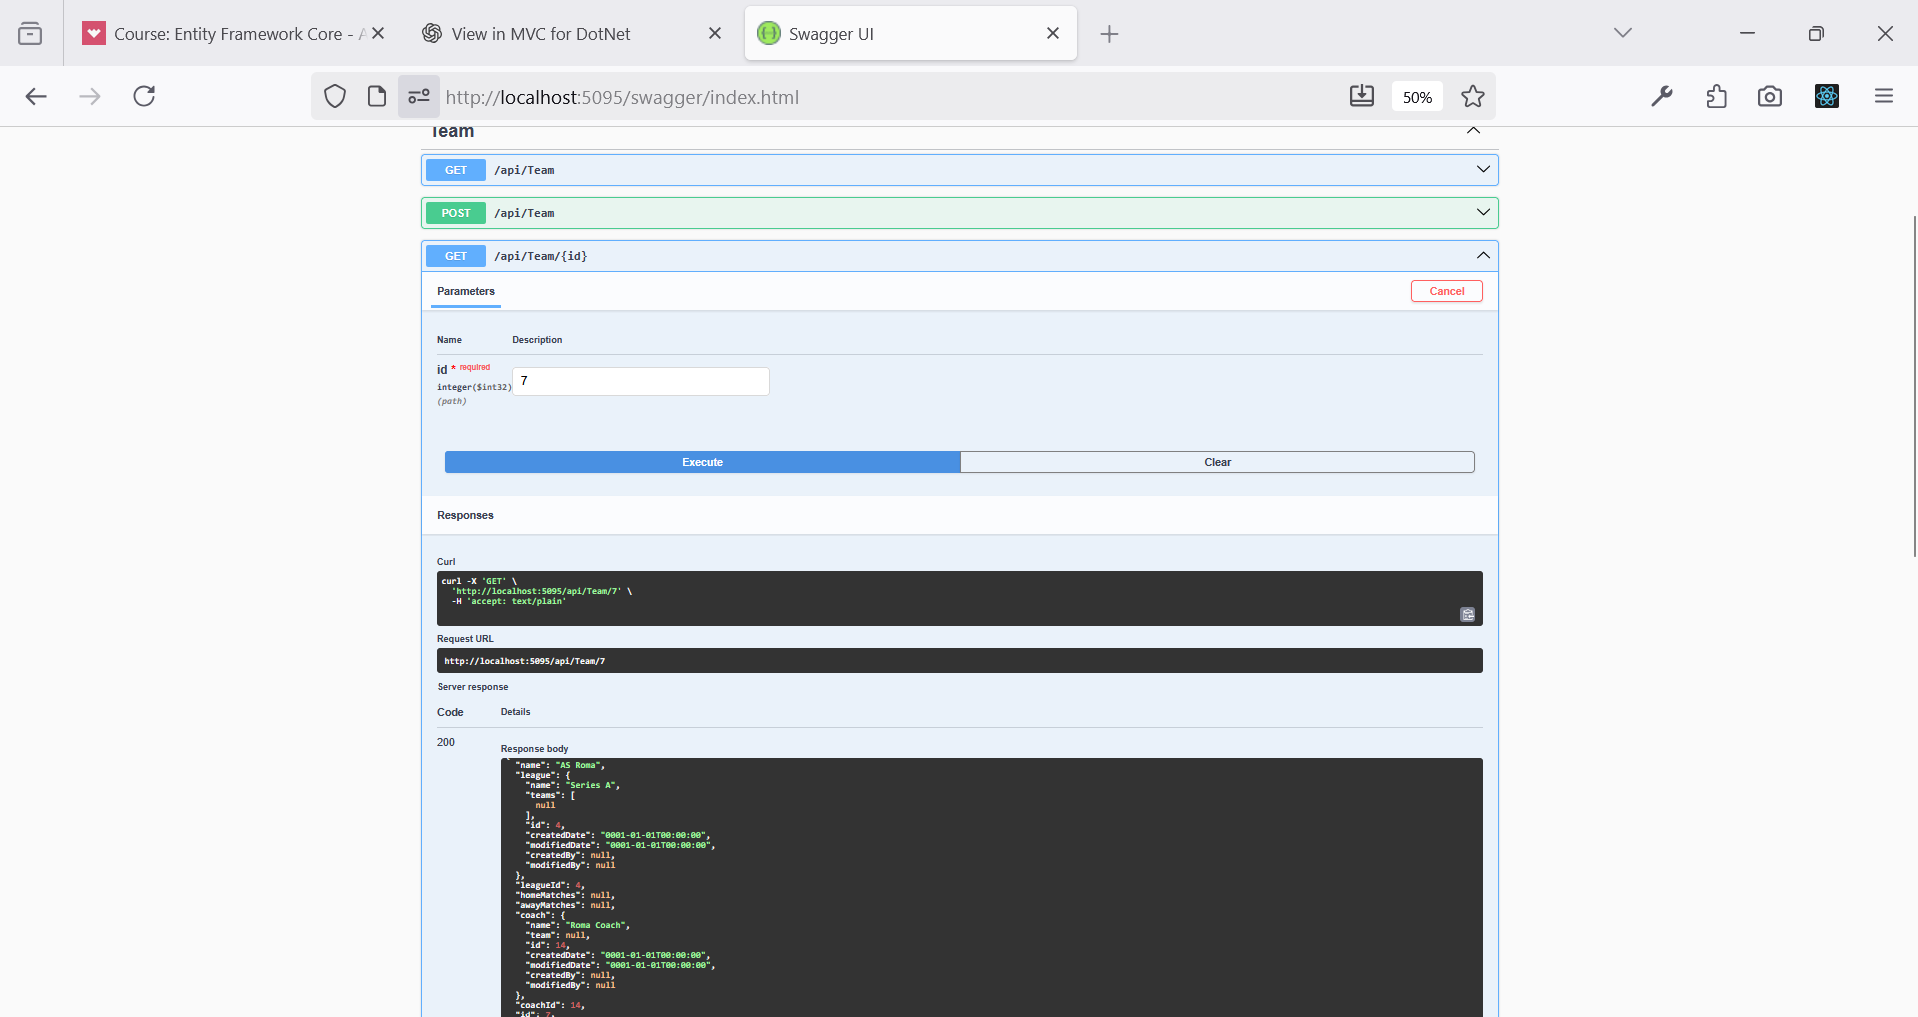 Course: Entity Framework Core - A
View in MVC for DotNet
Swagger UI
http://localhost:5095/swagger/index.html
50%
Team
GET /api/Team
POST /api/Team
GET /api/Team/{id}
Parameters
Cancel
Name Description
id * required
integer($int32)
(path)
7
Execute
Clear
Responses
Curl
curl -X 'GET' \
'http://localhost:5095/api/Team/7' \
-H 'accept: text/plain'
Request URL
http://localhost:5095/api/Team/7
Server response
Code Details
200
Response body
"name": "AS Roma",
"league": {
"name": "Series A",
"teams": [
null
],
"id": 4,
"createdDate": "0001-01-01T00:00:00",
"modifiedDate": "0001-01-01T00:00:00",
"createdBy": null,
"modifiedBy": null
},
"leagueId": 4,
"homeMatches": null,
"awayMatches": null,
"coach": {
"name": "Roma Coach",
"team": null,
"id": 14,
"createdDate": "0001-01-01T00:00:00",
"modifiedDate": "0001-01-01T00:00:00",
"createdBy": null,
"modifiedBy": null
},
"coachId": 14,
"id": 7,